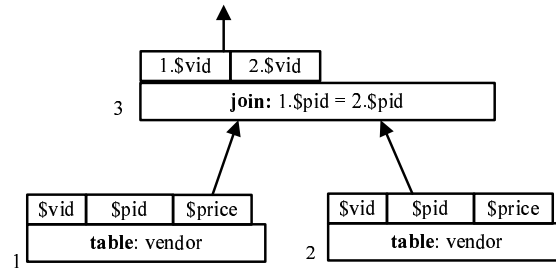 1.$vid 2.$vid
3 join: 1.$pid = 2.$pid
$vid $pid $price
1 table: vendor
$vid $pid $price
2 table: vendor